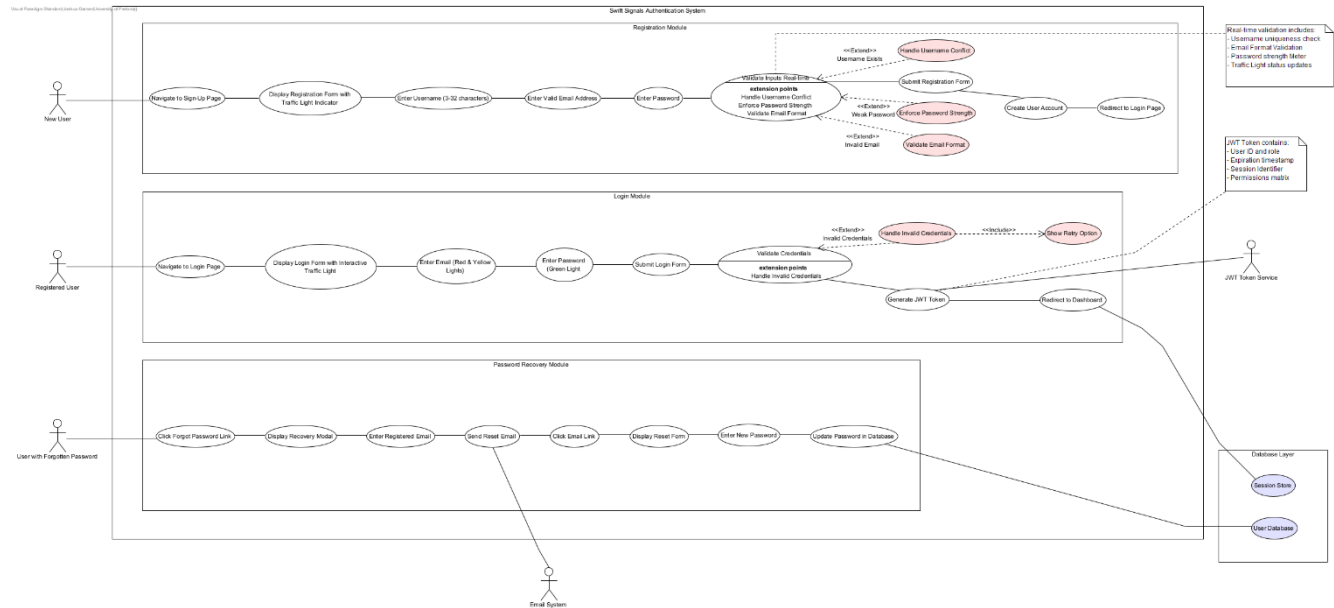 Swift Signals Authentication System
Registration Module
New User
Navigate to Sign-Up Page
Display Registration Form with
Traffic Light Indicator
Enter Username (3-32 characters)
Enter Valid Email Address
Enter Password
Validate Inputs Real-time
extension points
Handle Username Conflict
Enforce Password Strength
Validate Email Format
<<Extend>>
Username Exists
Handle Username Conflict
<<Extend>>
Weak Password
Enforce Password Strength
<<Extend>>
Invalid Email
Validate Email Format
Submit Registration Form
Create User Account
Redirect to Login Page
Real-time validation includes:
- Username uniqueness check
- Email Format Validation
- Password strength Meter
- Traffic Light status updates
JWT Token contains:
- User ID and role
- Expiration timestamp
- Session Identifier
- Permissions matrix
Login Module
Registered User
Navigate to Login Page
Display Login Form with Interactive
Traffic Light
Enter Email (Red & Yellow
Lights)
Enter Password
(Green Light)
Submit Login Form
Validate Credentials
extension points
Handle Invalid Credentials
<<Extend>>
Invalid Credentials
Handle Invalid Credentials
<<Include>>
Show Retry Option
Generate JWT Token
Redirect to Dashboard
JWT Token Service
Password Recovery Module
User with Forgotten Password
Click Forgot Password Link
Display Recovery Modal
Enter Registered Email
Send Reset Email
Click Email Link
Display Reset Form
Enter New Password
Update Password in Database
Database Layer
Session Store
User Database
Email System